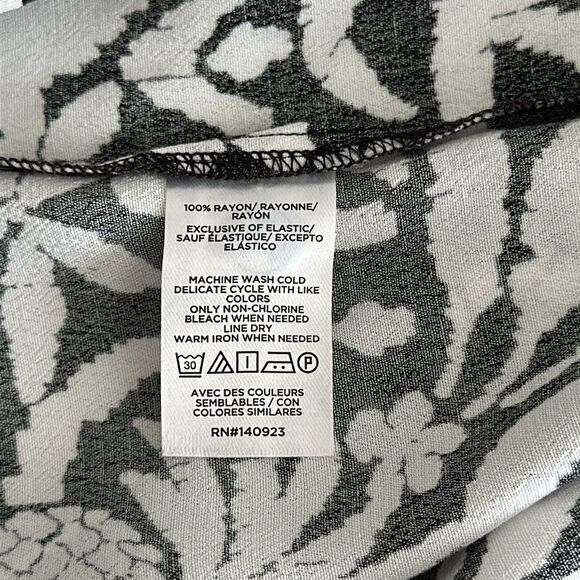 100% RAYON/ RAYONNE/
RAYÓN
EXCLUSIVE OF ELASTIC/
SAUF ÉLASTIQUE/ EXCEPTO
ELÁSTICO
MACHINE WASH COLD
DELICATE CYCLE WITH LIKE
COLORS
ONLY NON-CHLORINE
BLEACH WHEN NEEDED
LINE DRY
WARM IRON WHEN NEEDED
30 P
AVEC DES COULEURS
SEMBLABLES / CON
COLORES SIMILARES
RN#140923